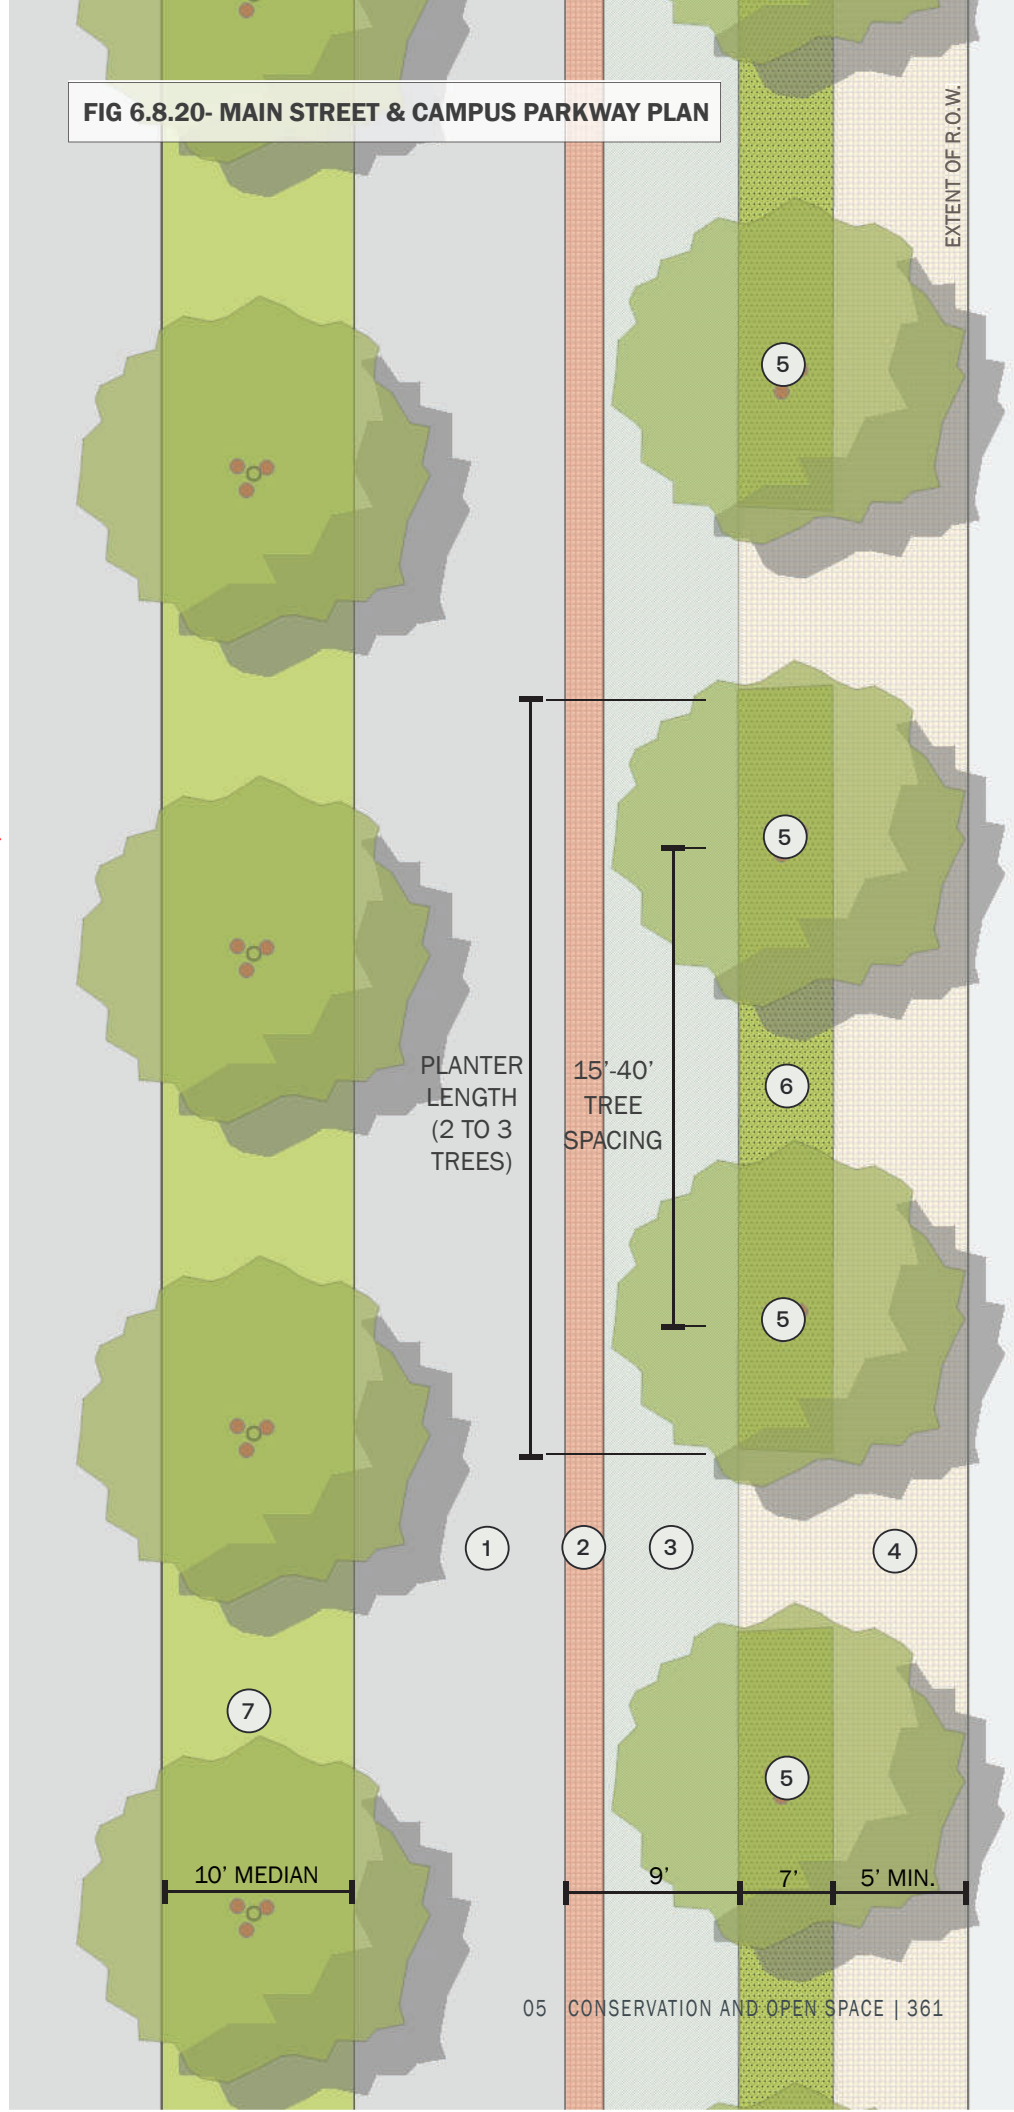 FIG 6.8.20- MAIN STREET & CAMPUS PARKWAY PLAN
EXTENT OF R.O.W.
5
5
PLANTER
LENGTH
(2 TO 3
TREES)
15’-40’
TREE
SPACING
6
5
1
2
3
4
7
5
10’ MEDIAN
9’
7’
5’ MIN.
05 CONSERVATION AND OPEN SPACE | 361